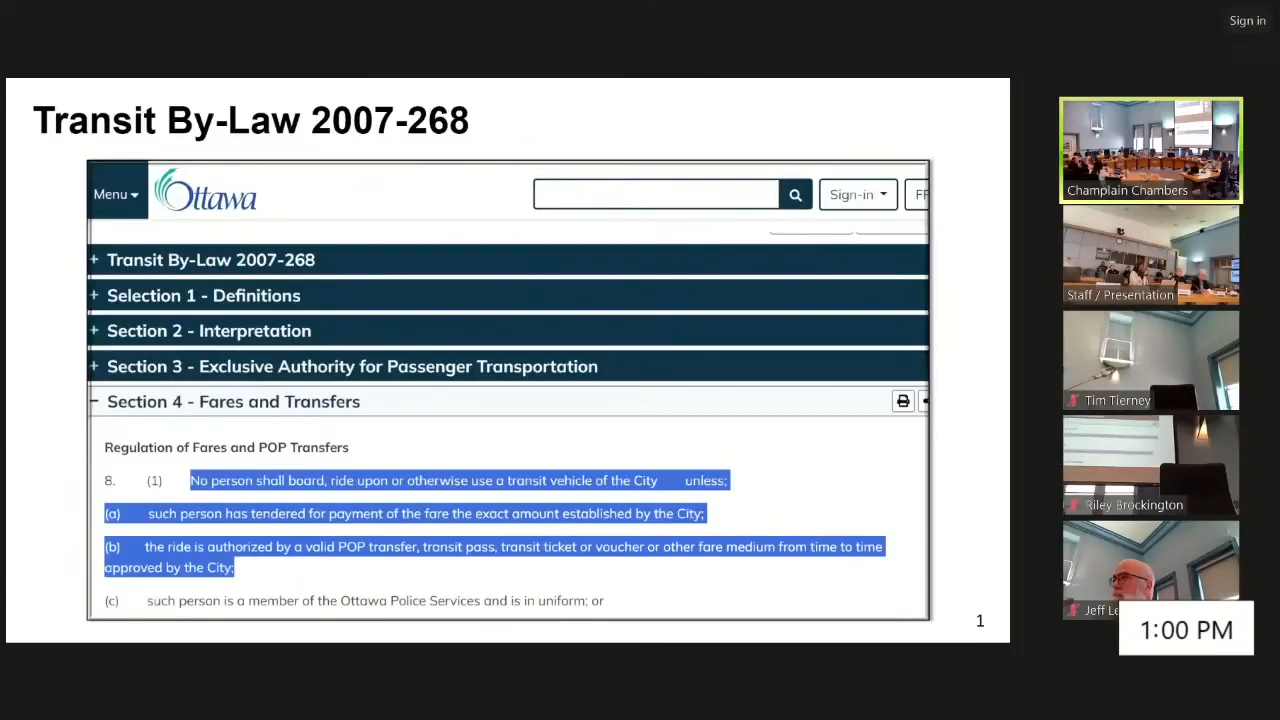 Sign in
Transit By-Law 2007-268
Menu
Ottawa
Sign-in
FR
+ Transit By-Law 2007-268
+ Selection 1 - Definitions
+ Section 2 - Interpretation
+ Section 3 - Exclusive Authority for Passenger Transportation
− Section 4 - Fares and Transfers
Regulation of Fares and POP Transfers
8. (1) No person shall board, ride upon or otherwise use a transit vehicle of the City unless;
(a) such person has tendered for payment of the fare the exact amount established by the City;
(b) the ride is authorized by a valid POP transfer, transit pass, transit ticket or voucher or other fare medium from time to time
approved by the City;
(c) such person is a member of the Ottawa Police Services and is in uniform; or
1
Champlain Chambers
Staff / Presentation
Tim Tierney
Riley Brockington
Jeff Le
1:00 PM